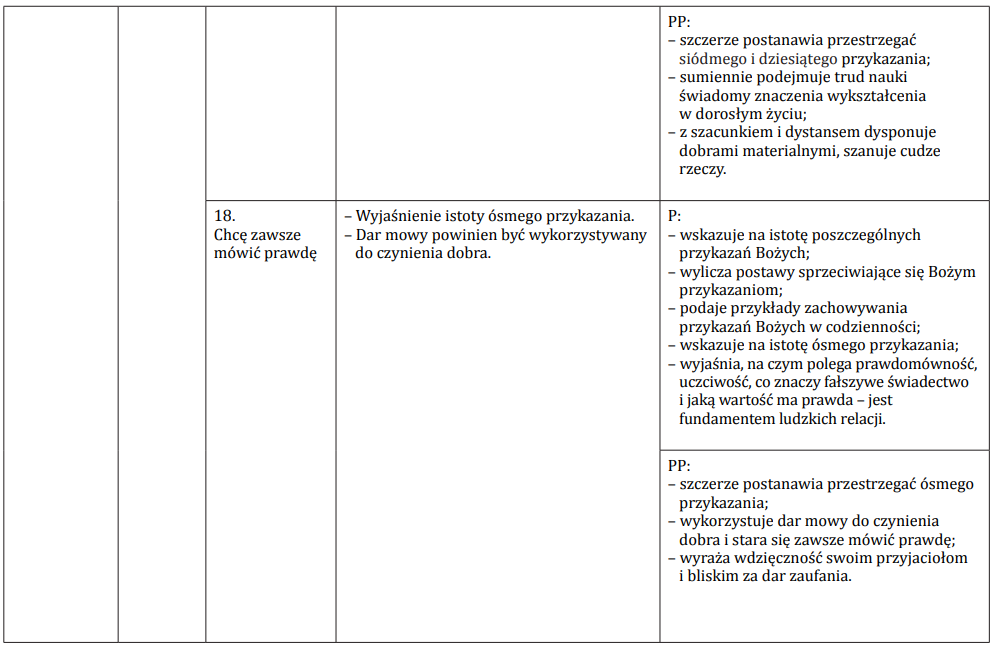 PP:
– szczerze postanawia przestrzegać
siódmego i dziesiątego przykazania;
– sumiennie podejmuje trud nauki
świadomy znaczenia wykształcenia
w dorosłym życiu;
– z szacunkiem i dystansem dysponuje
dobrami materialnymi, szanuje cudze
rzeczy.
18.
Chcę zawsze
mówić prawdę
– Wyjaśnienie istoty ósmego przykazania.
– Dar mowy powinien być wykorzystywany
do czynienia dobra.
P:
– wskazuje na istotę poszczególnych
przykazań Bożych;
– wylicza postawy sprzeciwiające się Bożym
przykazaniom;
– podaje przykłady zachowywania
przykazań Bożych w codzienności;
– wskazuje na istotę ósmego przykazania;
– wyjaśnia, na czym polega prawdomówność,
uczciwość, co znaczy fałszywe świadectwo
i jaką wartość ma prawda – jest
fundamentem ludzkich relacji.
PP:
– szczerze postanawia przestrzegać ósmego
przykazania;
– wykorzystuje dar mowy do czynienia
dobra i stara się zawsze mówić prawdę;
– wyraża wdzięczność swoim przyjaciołom
i bliskim za dar zaufania.